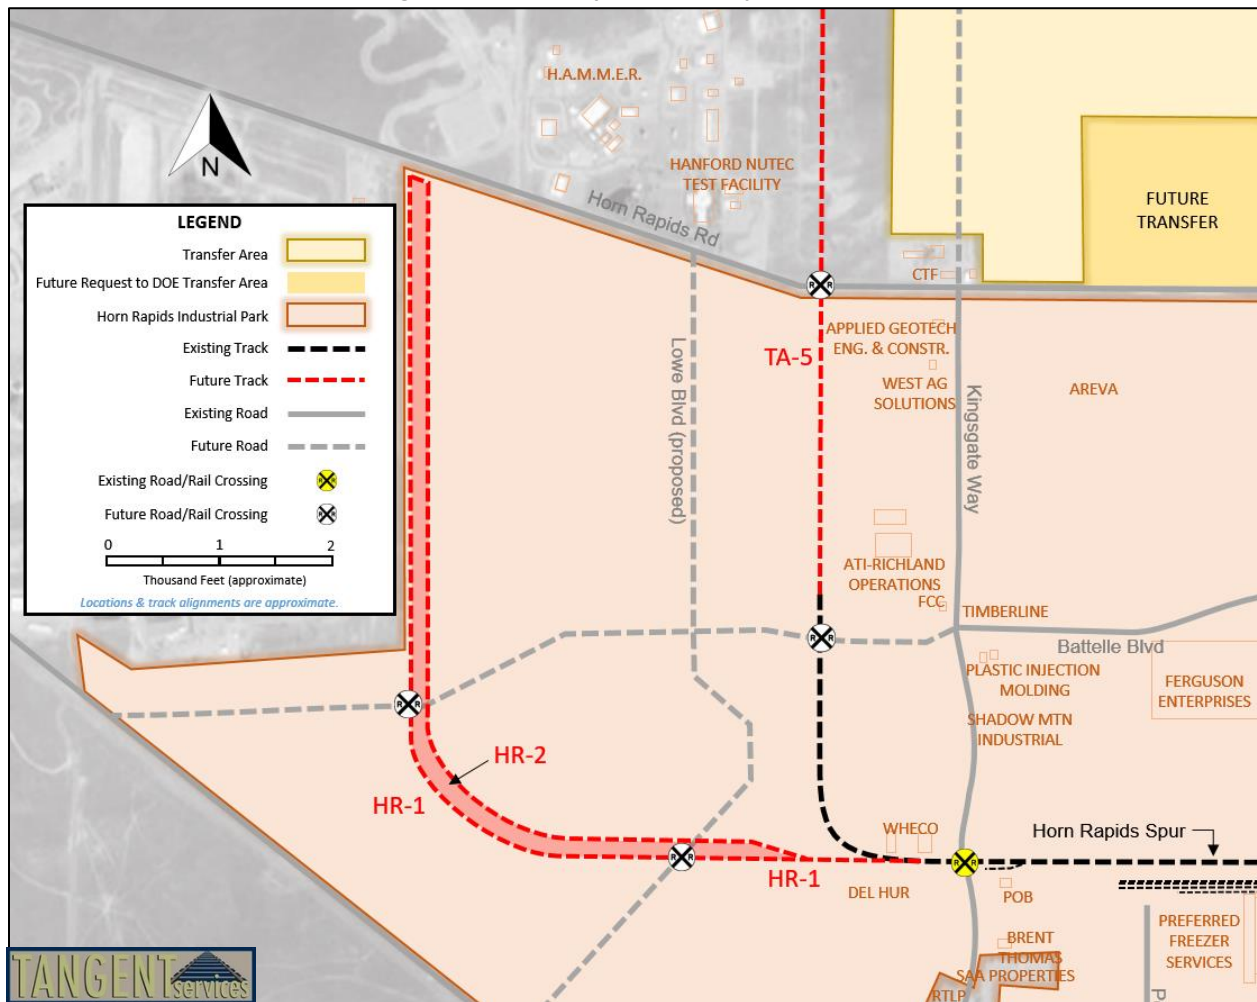 H.A.M.M.E.R.
HANFORD NUTEC
TEST FACILITY
Horn Rapids Rd
FUTURE
TRANSFER
CTF
N
LEGEND
Transfer Area
Future Request to DOE Transfer Area
Horn Rapids Industrial Park
Existing Track
Future Track
Existing Road
Future Road
Existing Road/Rail Crossing
Future Road/Rail Crossing
0 1 2
Thousand Feet (approximate)
Locations & track alignments are approximate.
TA-5
Lowe Blvd (proposed)
APPLIED GEOTECH
ENG. & CONSTR.
WEST AG
SOLUTIONS
Kingsgate Way
AREVA
ATI-RICHLAND
OPERATIONS
FCC
TIMBERLINE
Battelle Blvd
PLASTIC INJECTION
MOLDING
FERGUSON
ENTERPRISES
SHADOW MTN
INDUSTRIAL
HR-2
HR-1
WHECO
Horn Rapids Spur
HR-1
DEL HUR
POB
PREFERRED
FREEZER
SERVICES
BRENT
THOMAS
SAA PROPERTIES
RTLP
TANGENT
services